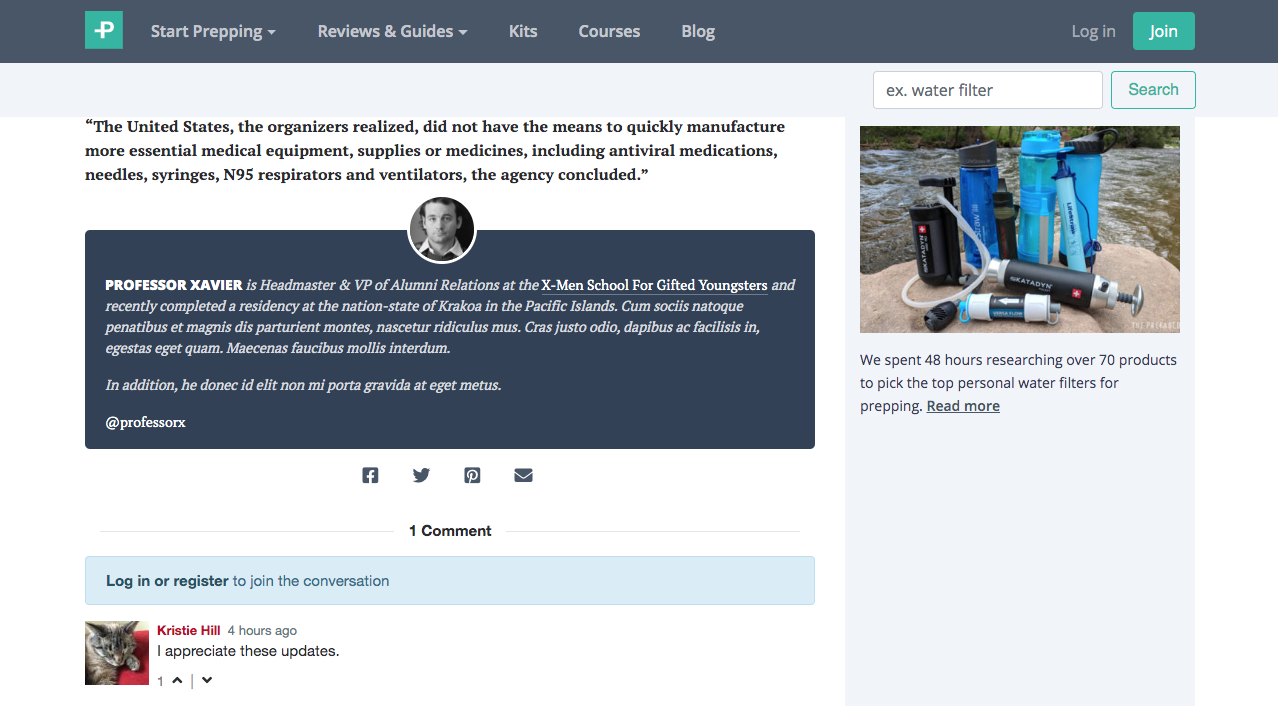 P
Start Prepping
Reviews & Guides
Kits
Courses
Blog
Log in
Join
ex. water filter
Search
“The United States, the organizers realized, did not have the means to quickly manufacture
more essential medical equipment, supplies or medicines, including antiviral medications,
needles, syringes, N95 respirators and ventilators, the agency concluded.”
PROFESSOR XAVIER is Headmaster & VP of Alumni Relations at the X-Men School For Gifted Youngsters and
recently completed a residency at the nation-state of Krakoa in the Pacific Islands. Cum sociis natoque
penatibus et magnis dis parturient montes, nascetur ridiculus mus. Cras justo odio, dapibus ac facilisis in,
egestas eget quam. Maecenas faucibus mollis interdum.
In addition, he donec id elit non mi porta gravida at eget metus.
@professorx
1 Comment
Log in or register to join the conversation
Kristie Hill 4 hours ago
I appreciate these updates.
1 |
KATADYN
LifeStraw
KATADYN
THE PREPARED
We spent 48 hours researching over 70 products
to pick the top personal water filters for
prepping. Read more